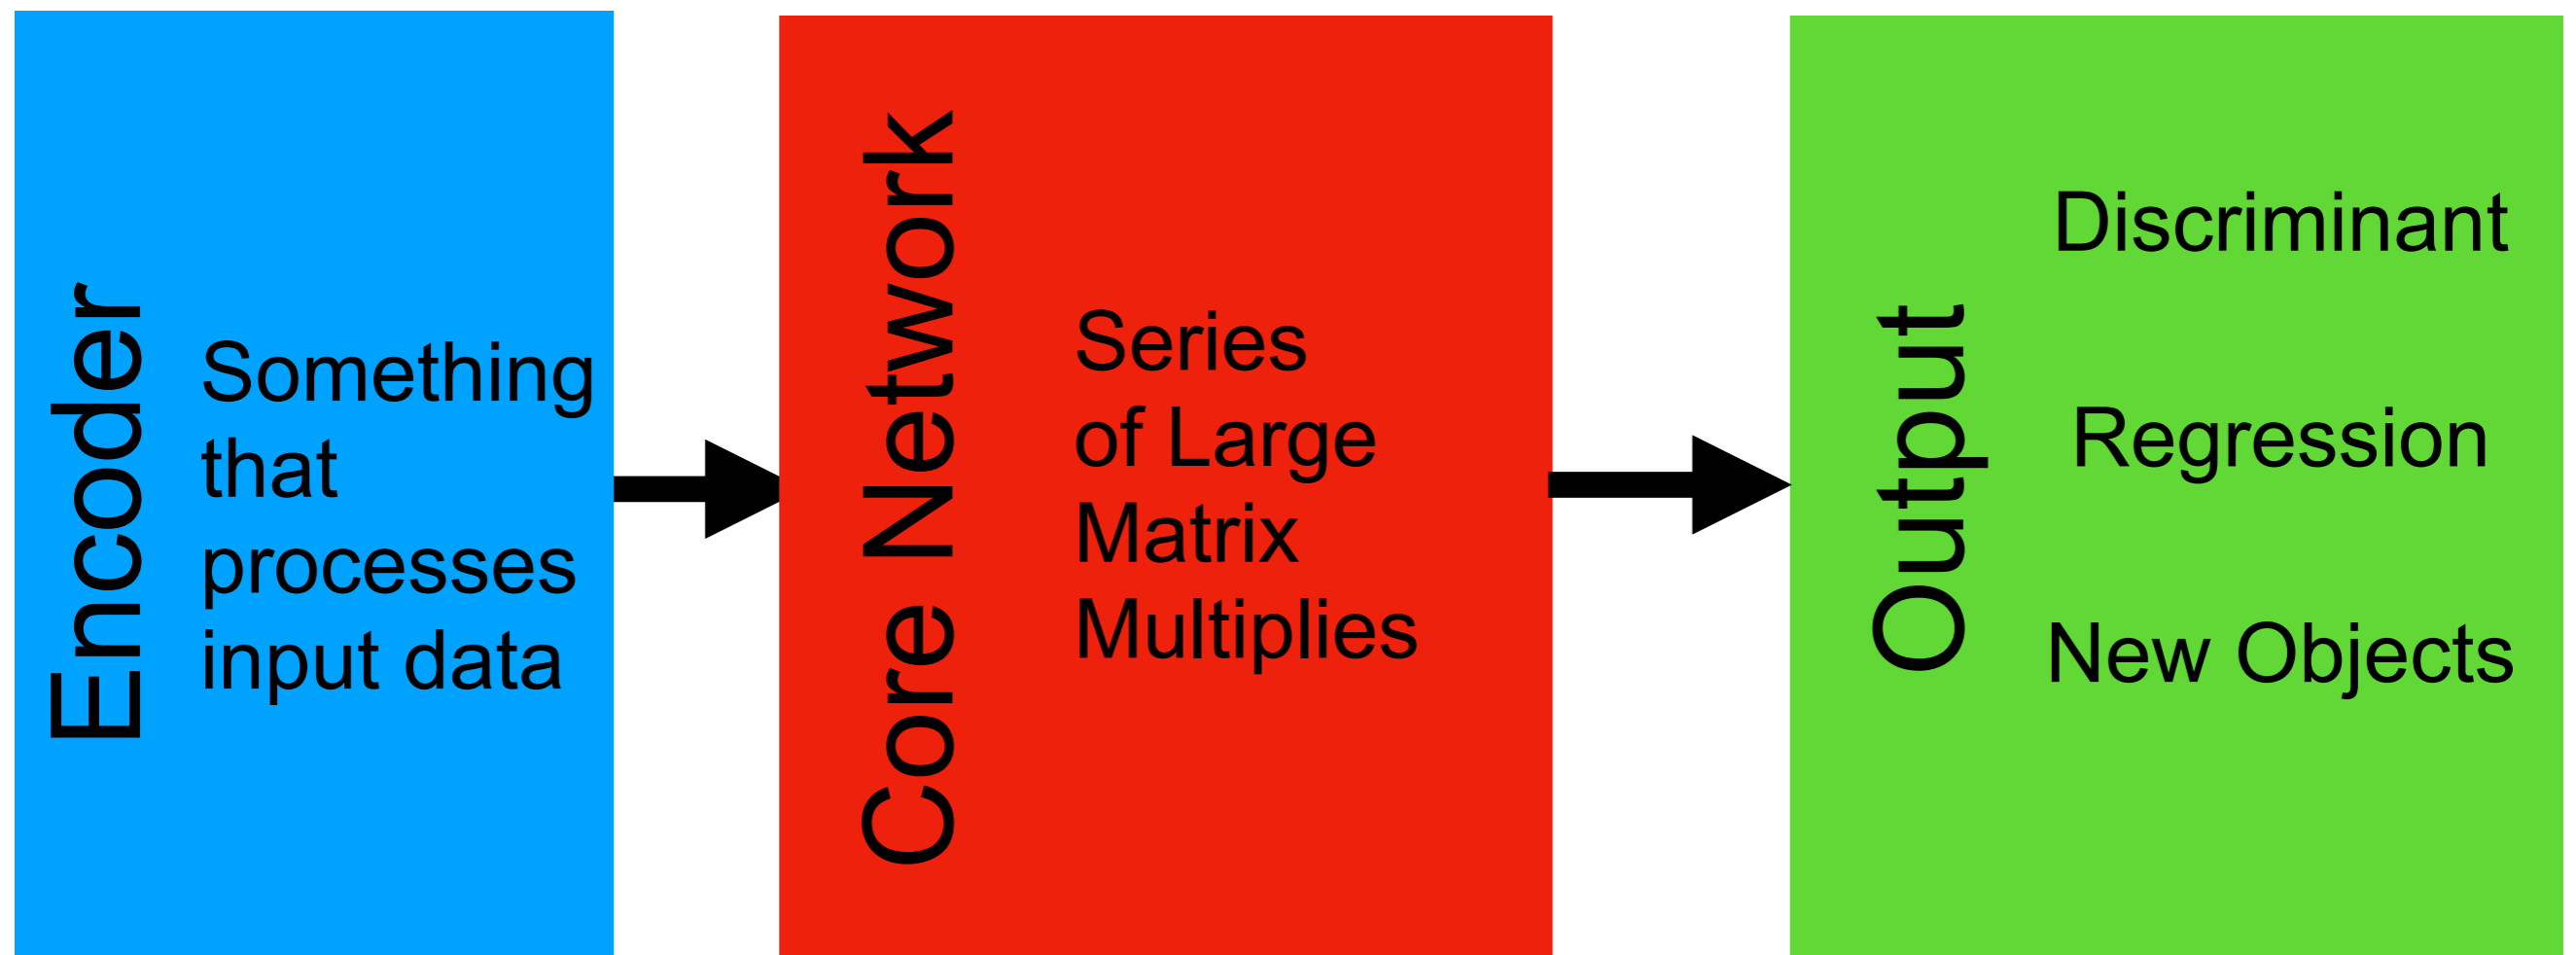 Encoder
Something
that
processes
input data
Core Network
Series
of Large
Matrix
Multiplies
Output
Discriminant
Regression
New Objects